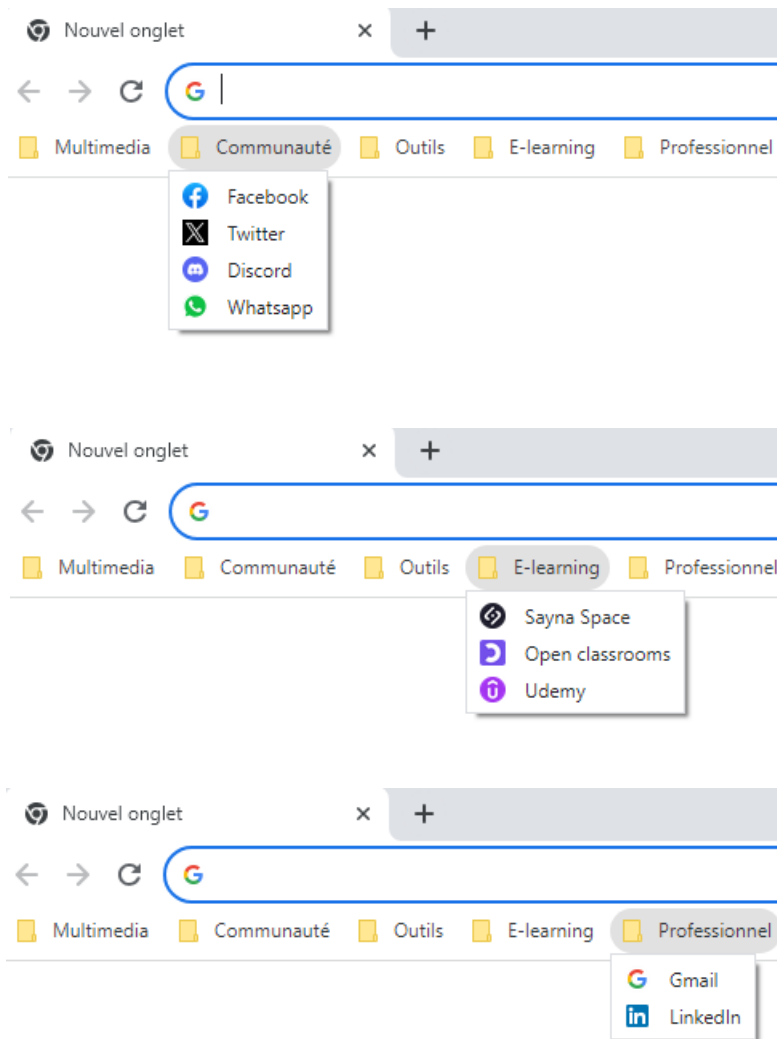 Nouvel onglet
Multimedia Communauté Outils E-learning Professionnel
Facebook
Twitter
Discord
Whatsapp
Nouvel onglet
Multimedia Communauté Outils E-learning Professionnel
Sayna Space
Open classrooms
Udemy
Nouvel onglet
Multimedia Communauté Outils E-learning Professionnel
Gmail
LinkedIn